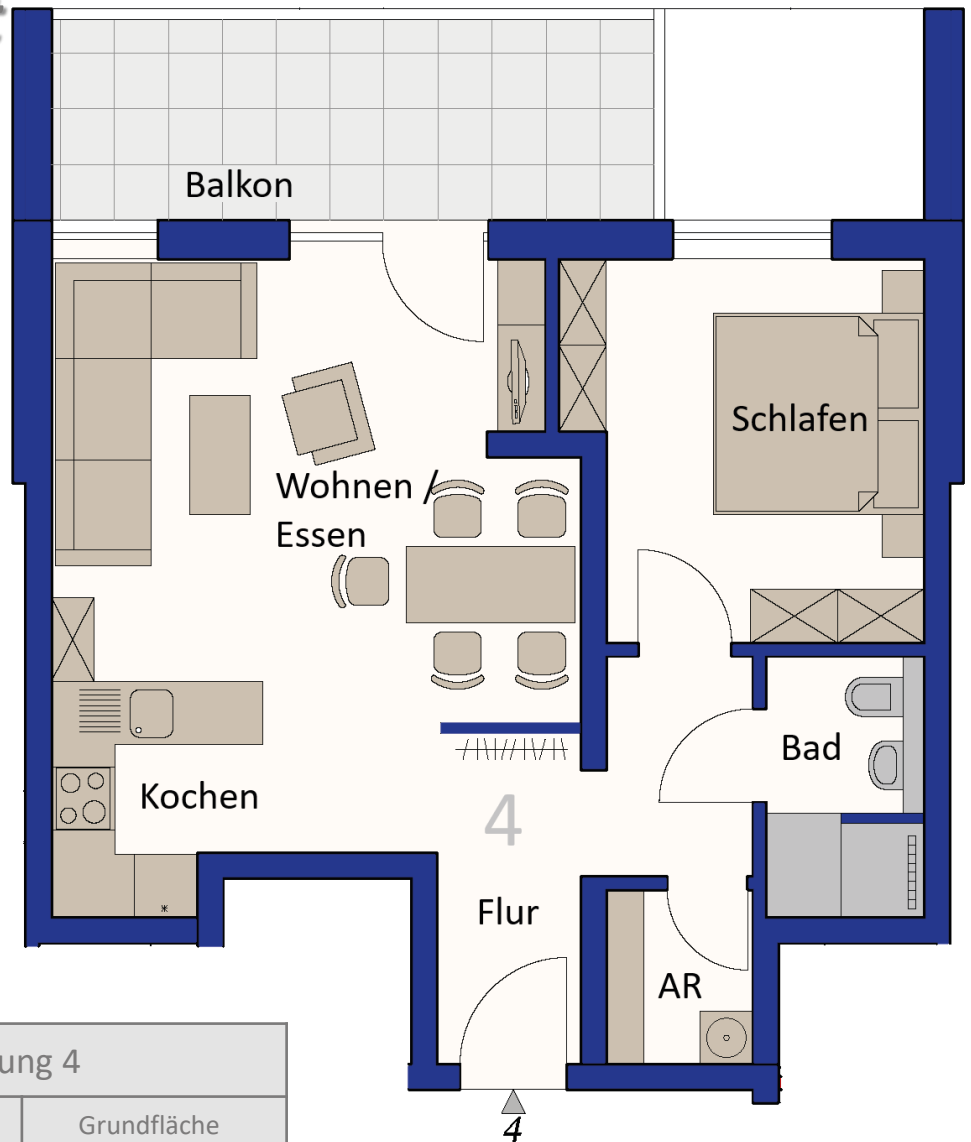 Balkon
Schlafen
Wohnen /
Essen
Bad
Kochen
4
Flur
AR
ung 4
Grundfläche
4